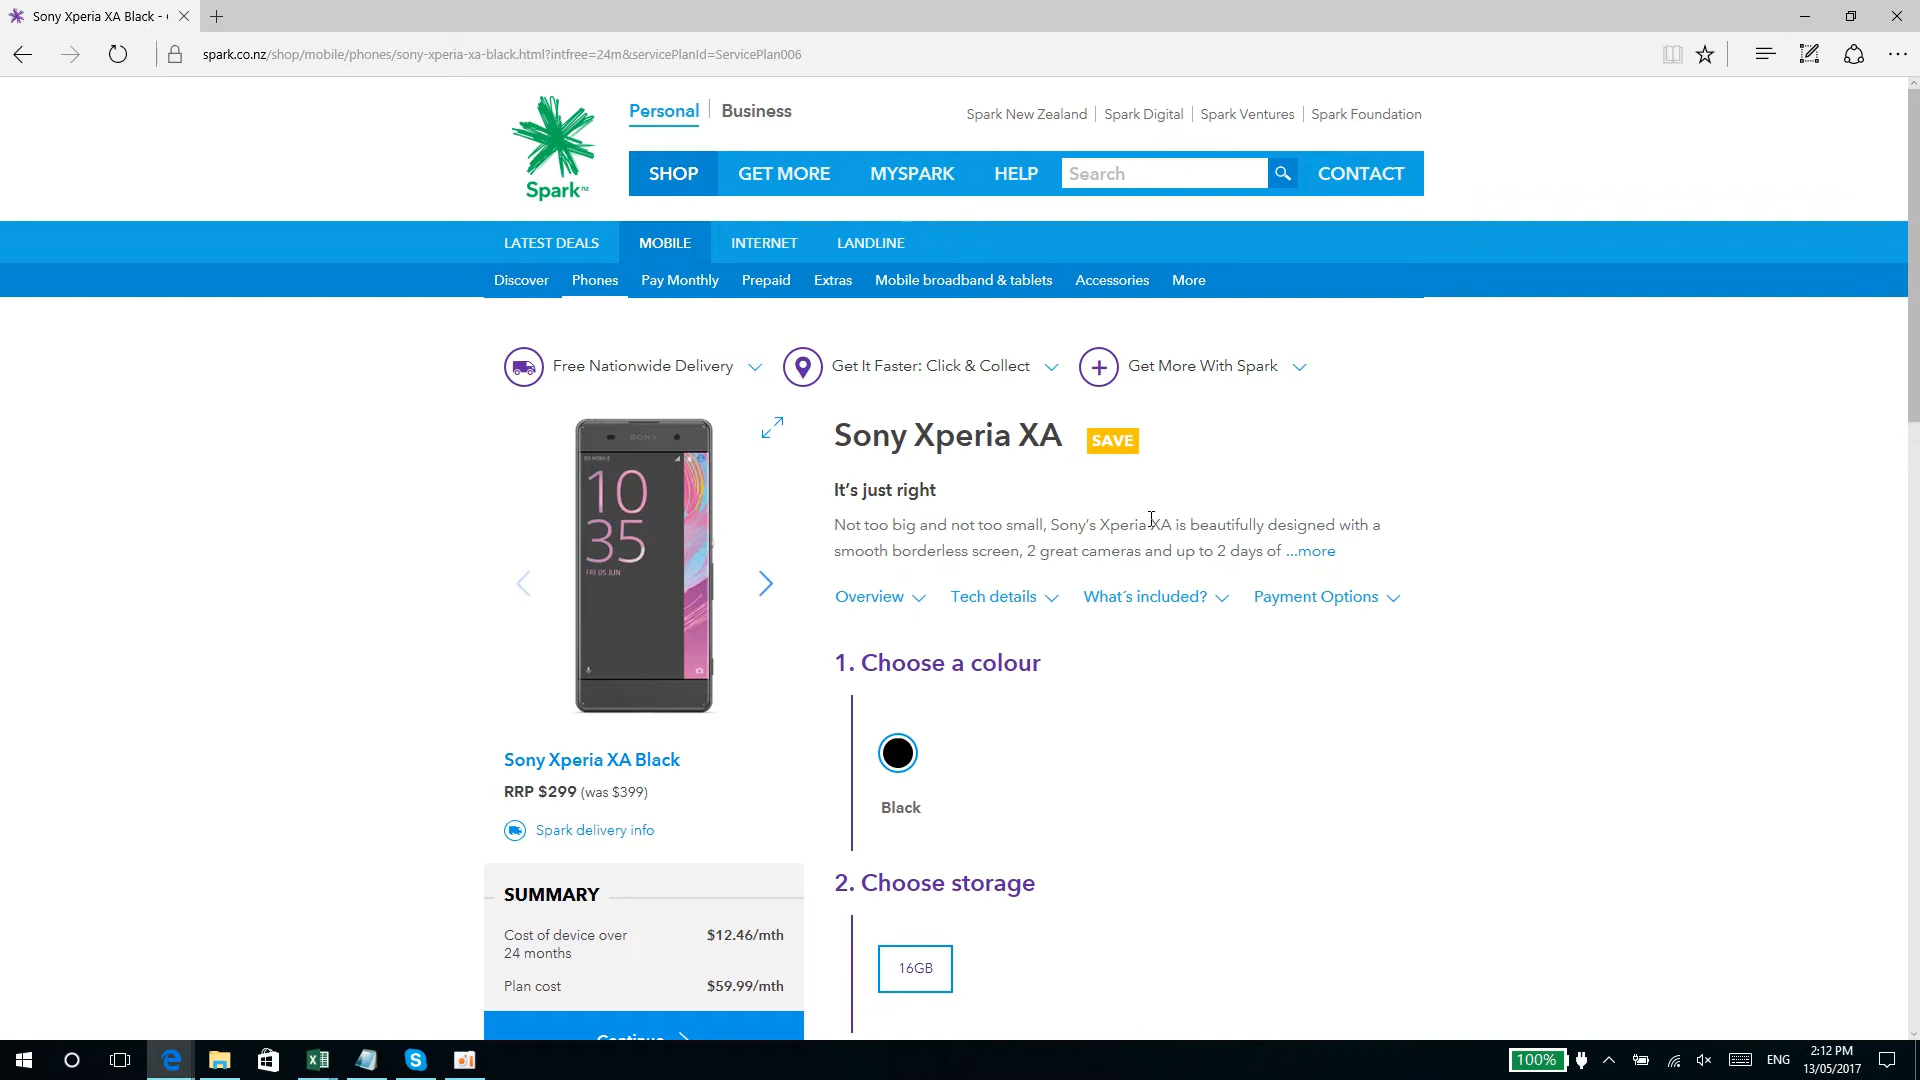 Sony Xperia XA Black -
spark.co.nz/shop/mobile/phones/sony-xperia-xa-black.html?intfree=24m&servicePlanId=ServicePlan006
Spark nz
Personal Business
Spark New Zealand Spark Digital Spark Ventures Spark Foundation
SHOP GET MORE MYSPARK HELP Search CONTACT
LATEST DEALS MOBILE INTERNET LANDLINE
Discover Phones Pay Monthly Prepaid Extras Mobile broadband & tablets Accessories More
Free Nationwide Delivery Get It Faster: Click & Collect Get More With Spark
SONY
10
35
FRI 05 JUN
Sony Xperia XA SAVE
It's just right
Not too big and not too small, Sony's Xperia XA is beautifully designed with a
smooth borderless screen, 2 great cameras and up to 2 days of ...more
Overview Tech details What´s included? Payment Options
1. Choose a colour
Black
Sony Xperia XA Black
RRP $299 (was $399)
Spark delivery info
2. Choose storage
16GB
SUMMARY
Cost of device over $12.46/mth
24 months
Plan cost $59.99/mth
Continue
100% ENG 2:12 PM
13/05/2017